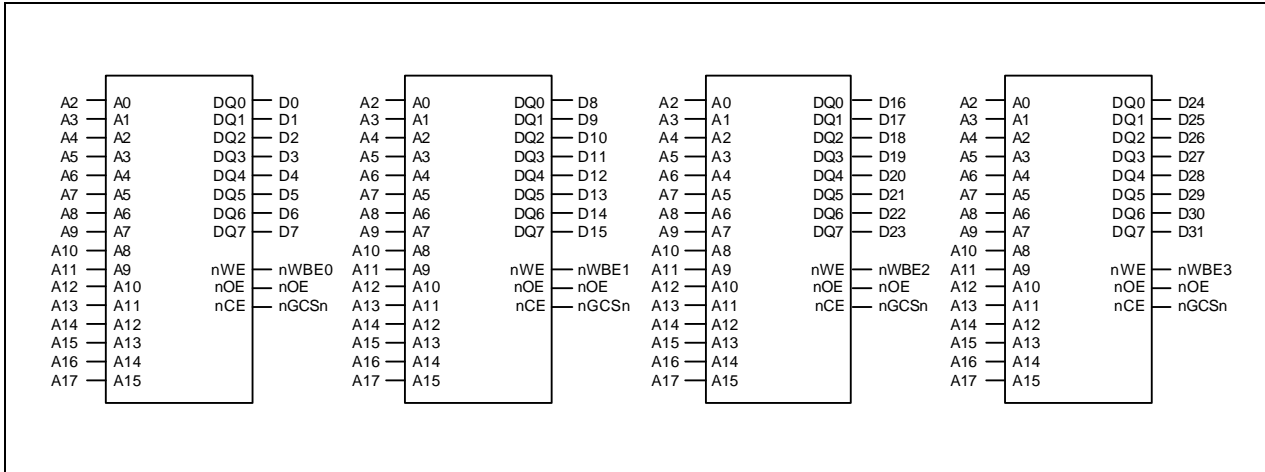 A2 A0 DQ0 D0 A2 A0 DQ0 D8 A2 A0 DQ0 D16 A2 A0 DQ0 D24
A3 A1 DQ1 D1 A3 A1 DQ1 D9 A3 A1 DQ1 D17 A3 A1 DQ1 D25
A4 A2 DQ2 D2 A4 A2 DQ2 D10 A4 A2 DQ2 D18 A4 A2 DQ2 D26
A5 A3 DQ3 D3 A5 A3 DQ3 D11 A5 A3 DQ3 D19 A5 A3 DQ3 D27
A6 A4 DQ4 D4 A6 A4 DQ4 D12 A6 A4 DQ4 D20 A6 A4 DQ4 D28
A7 A5 DQ5 D5 A7 A5 DQ5 D13 A7 A5 DQ5 D21 A7 A5 DQ5 D29
A8 A6 DQ6 D6 A8 A6 DQ6 D14 A8 A6 DQ6 D22 A8 A6 DQ6 D30
A9 A7 DQ7 D7 A9 A7 DQ7 D15 A9 A7 DQ7 D23 A9 A7 DQ7 D31
A10 A8 A10 A8 A10 A8 A10 A8
A11 A9 nWE nWBE0 A11 A9 nWE nWBE1 A11 A9 nWE nWBE2 A11 A9 nWE nWBE3
A12 A10 nOE nOE A12 A10 nOE nOE A12 A10 nOE nOE A12 A10 nOE nOE
A13 A11 nCE nGCSn A13 A11 nCE nGCSn A13 A11 nCE nGCSn A13 A11 nCE nGCSn
A14 A12 A14 A12 A14 A12 A14 A12
A15 A13 A15 A13 A15 A13 A15 A13
A16 A14 A16 A14 A16 A14 A16 A14
A17 A15 A17 A15 A17 A15 A17 A15